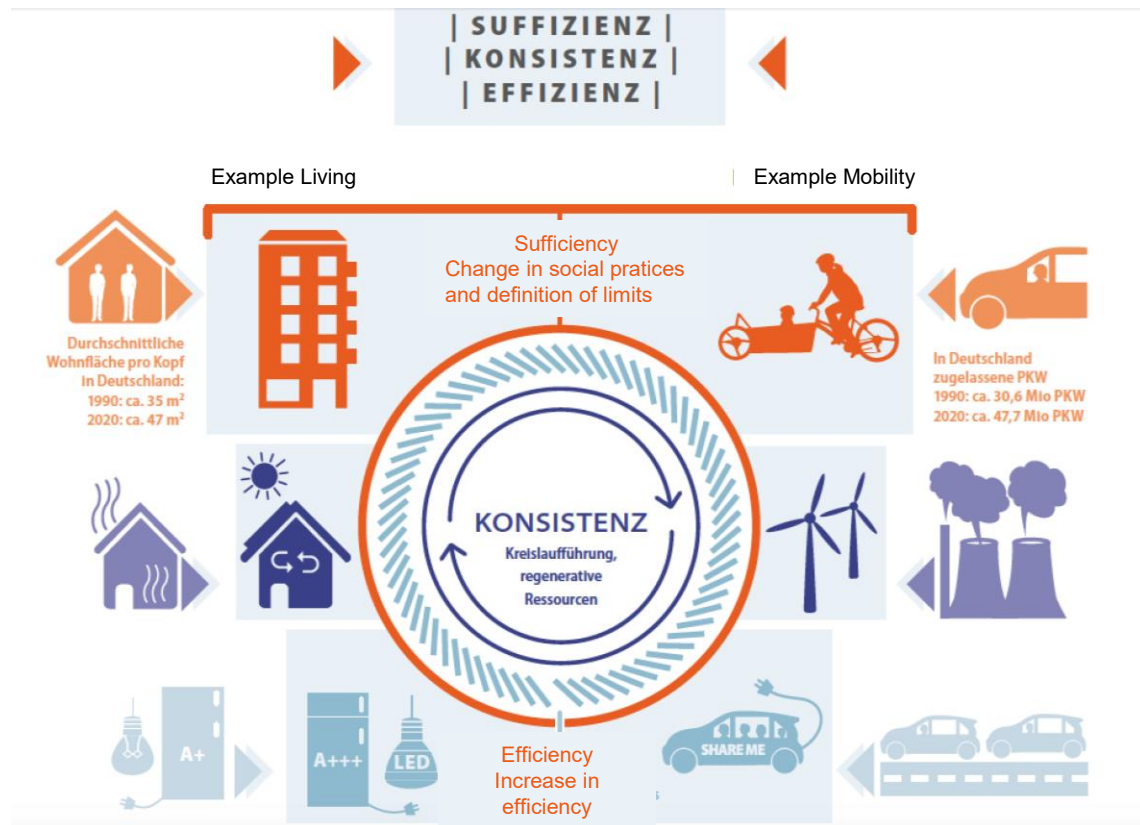 | SUFFIZIENZ |
| KONSISTENZ |
| EFFIZIENZ |
Example Living
Example Mobility
Sufficiency
Change in social pratices
and definition of limits
Durchschnittliche
Wohnfläche pro Kopf
in Deutschland:
1990: ca. 35 m²
2020: ca. 47 m²
In Deutschland
zugelassene PKW
1990: ca. 30,6 Mio PKW
2020: ca. 47,7 Mio PKW
KONSISTENZ
Kreislaufführung,
regenerative
Ressourcen
A+
A+++
LED
Efficiency
Increase in
efficiency
SHARE ME